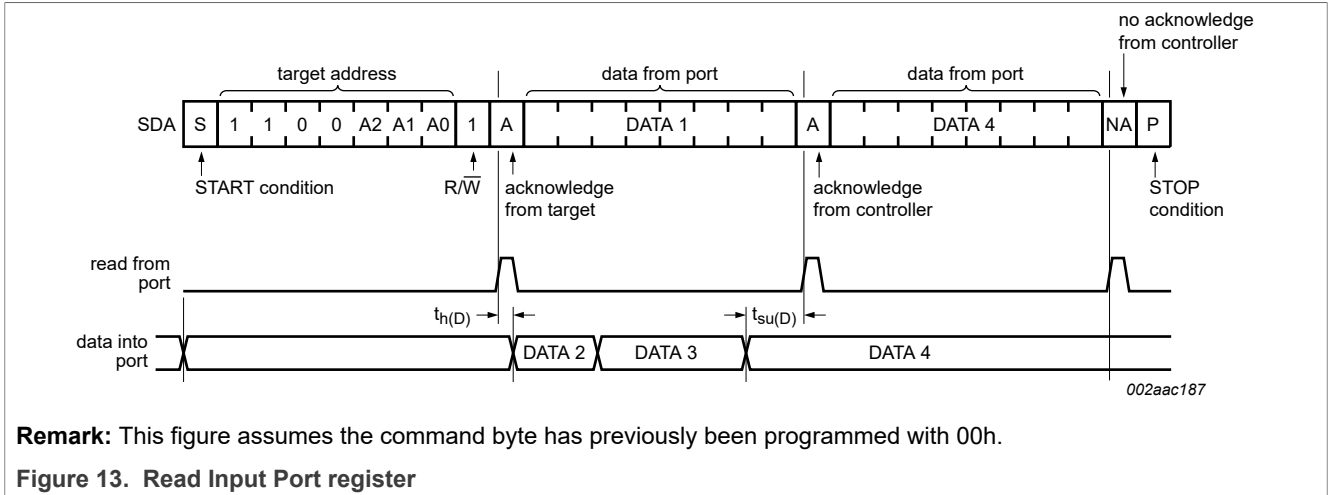 no acknowledge
from controller
target address
data from port
data from port
SDA S 1 1 0 0 A2 A1 A0 1 A DATA 1 A DATA 4 NA P
START condition
R/W̅
acknowledge
from target
acknowledge
from controller
STOP
condition
read from
port
th(D)
tsu(D)
data into
port
DATA 2 DATA 3 DATA 4
002aac187
Remark: This figure assumes the command byte has previously been programmed with 00h.
Figure 13. Read Input Port register